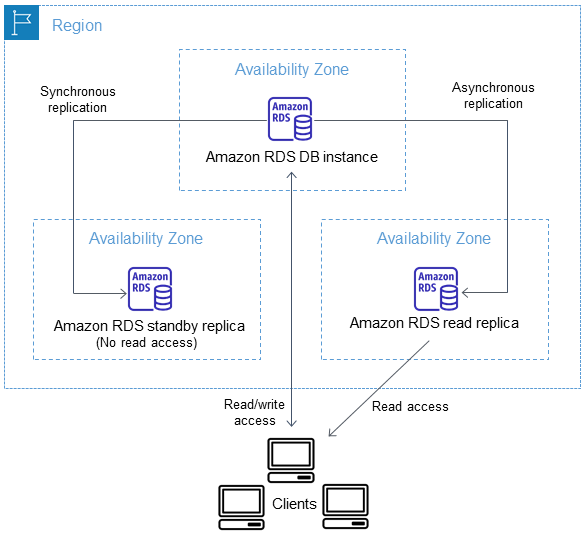 Region
Availability Zone
Synchronous
replication
Asynchronous
replication
Amazon
RDS
Amazon RDS DB instance
Availability Zone
Availability Zone
Amazon
RDS
Amazon
RDS
Amazon RDS standby replica
(No read access)
Amazon RDS read replica
Read/write
access
Read access
Clients